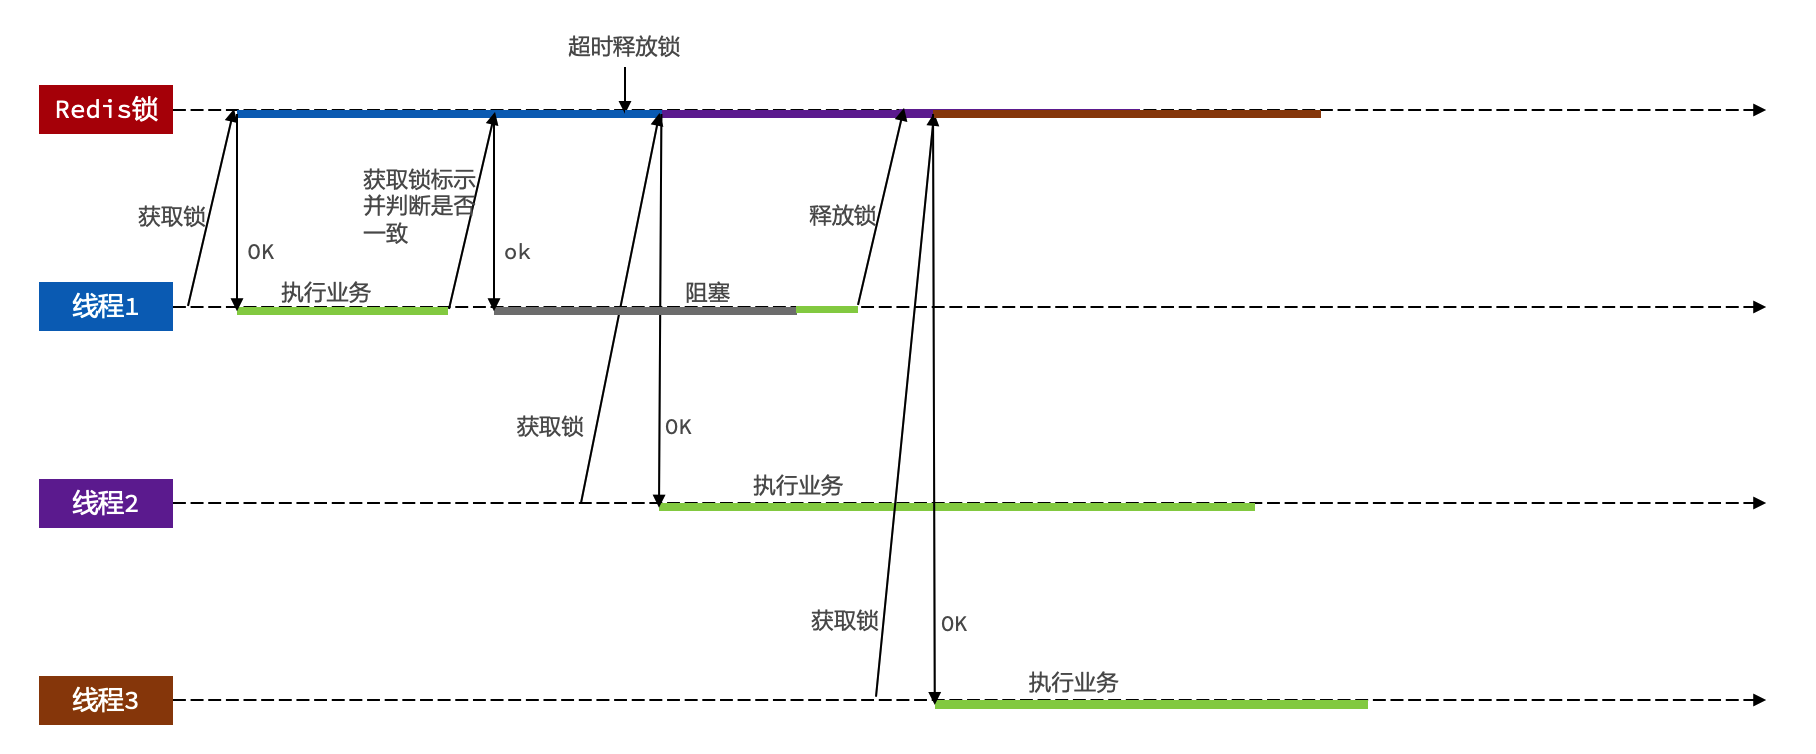 超时释放锁
Redis锁
获取锁标示
并判断是否
一致
获取锁
释放锁
OK
ok
执行业务
阻塞
线程1
获取锁
OK
执行业务
线程2
获取锁
OK
执行业务
线程3